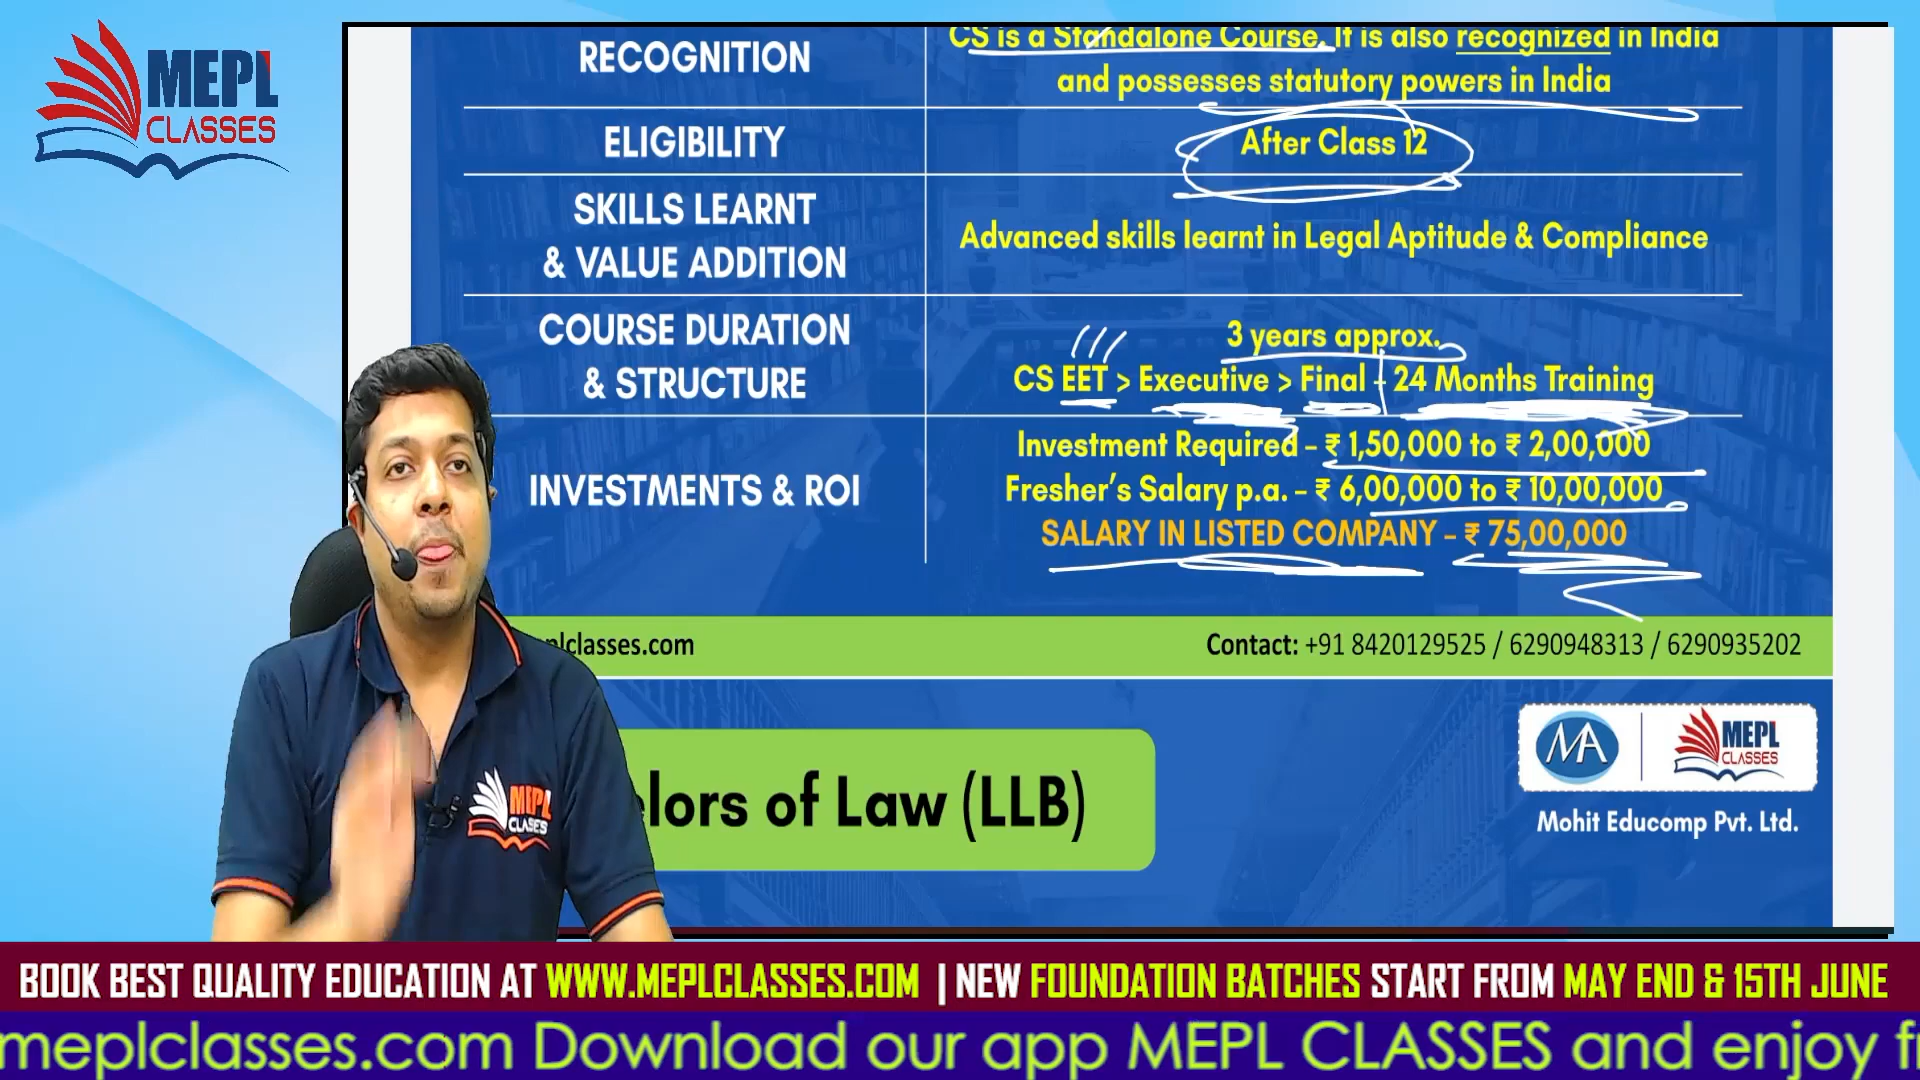 MEPL
CLASSES
RECOGNITION
CS is a Standalone Course. It is also recognized in India
and possesses statutory powers in India
ELIGIBILITY
After Class 12
SKILLS LEARNT
& VALUE ADDITION
Advanced skills learnt in Legal Aptitude & Compliance
COURSE DURATION
& STRUCTURE
3 years approx.
CS EET > Executive > Final + 24 Months Training
INVESTMENTS & ROI
Investment Required – ₹ 1,50,000 to ₹ 2,00,000
Fresher's Salary p.a. – ₹ 6,00,000 to ₹ 10,00,000
SALARY IN LISTED COMPANY – ₹ 75,00,000
plclasses.com
Contact: +91 8420129525 / 6290948313 / 6290935202
elors of Law (LLB)
MA
MEPL
CLASSES
Mohit Educomp Pvt. Ltd.
MEPL
CLASSES
BOOK BEST QUALITY EDUCATION AT WWW.MEPLCLASSES.COM | NEW FOUNDATION BATCHES START FROM MAY END & 15TH JUNE
meplclasses.com Download our app MEPL CLASSES and enjoy fr